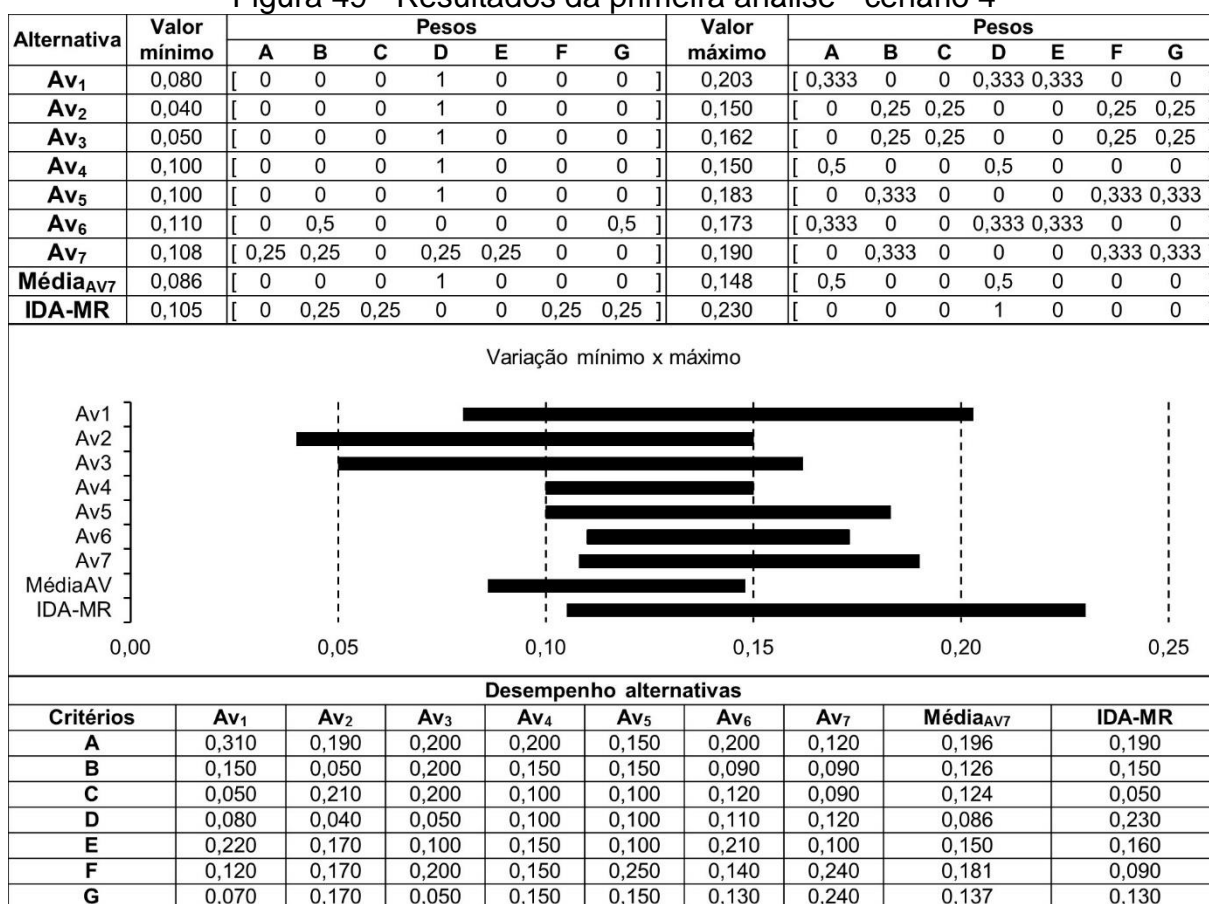 Figura 49 - Resultados da primeira análise - cenário 4
Alternativa Valor mínimo Pesos Valor máximo Pesos
A B C D E F G A B C D E F G
Av1 0,080 [ 0 0 0 1 0 0 0 ] 0,203 [ 0,333 0 0 0,333 0,333 0 0
Av2 0,040 [ 0 0 0 1 0 0 0 ] 0,150 [ 0 0,25 0,25 0 0 0,25 0,25
Av3 0,050 [ 0 0 0 1 0 0 0 ] 0,162 [ 0 0,25 0,25 0 0 0,25 0,25
Av4 0,100 [ 0 0 0 1 0 0 0 ] 0,150 [ 0,5 0 0 0,5 0 0 0
Av5 0,100 [ 0 0 0 1 0 0 0 ] 0,183 [ 0 0,333 0 0 0 0,333 0,333
Av6 0,110 [ 0 0,5 0 0 0 0 0,5 ] 0,173 [ 0,333 0 0 0,333 0,333 0 0
Av7 0,108 [ 0,25 0,25 0 0,25 0,25 0 0 ] 0,190 [ 0 0,333 0 0 0 0,333 0,333
MédiaAV7 0,086 [ 0 0 0 1 0 0 0 ] 0,148 [ 0,5 0 0 0,5 0 0 0
IDA-MR 0,105 [ 0 0,25 0,25 0 0 0,25 0,25 ] 0,230 [ 0 0 0 1 0 0 0
Variação mínimo x máximo
Av1
Av2
Av3
Av4
Av5
Av6
Av7
MédiaAV
IDA-MR
0,00 0,05 0,10 0,15 0,20 0,25
Desempenho alternativas
Critérios Av1 Av2 Av3 Av4 Av5 Av6 Av7 MédiaAV7 IDA-MR
A 0,310 0,190 0,200 0,200 0,150 0,200 0,120 0,196 0,190
B 0,150 0,050 0,200 0,150 0,150 0,090 0,090 0,126 0,150
C 0,050 0,210 0,200 0,100 0,100 0,120 0,090 0,124 0,050
D 0,080 0,040 0,050 0,100 0,100 0,110 0,120 0,086 0,230
E 0,220 0,170 0,100 0,150 0,100 0,210 0,100 0,150 0,160
F 0,120 0,170 0,200 0,150 0,250 0,140 0,240 0,181 0,090
G 0,070 0,170 0,050 0,150 0,150 0,130 0,240 0,137 0,130